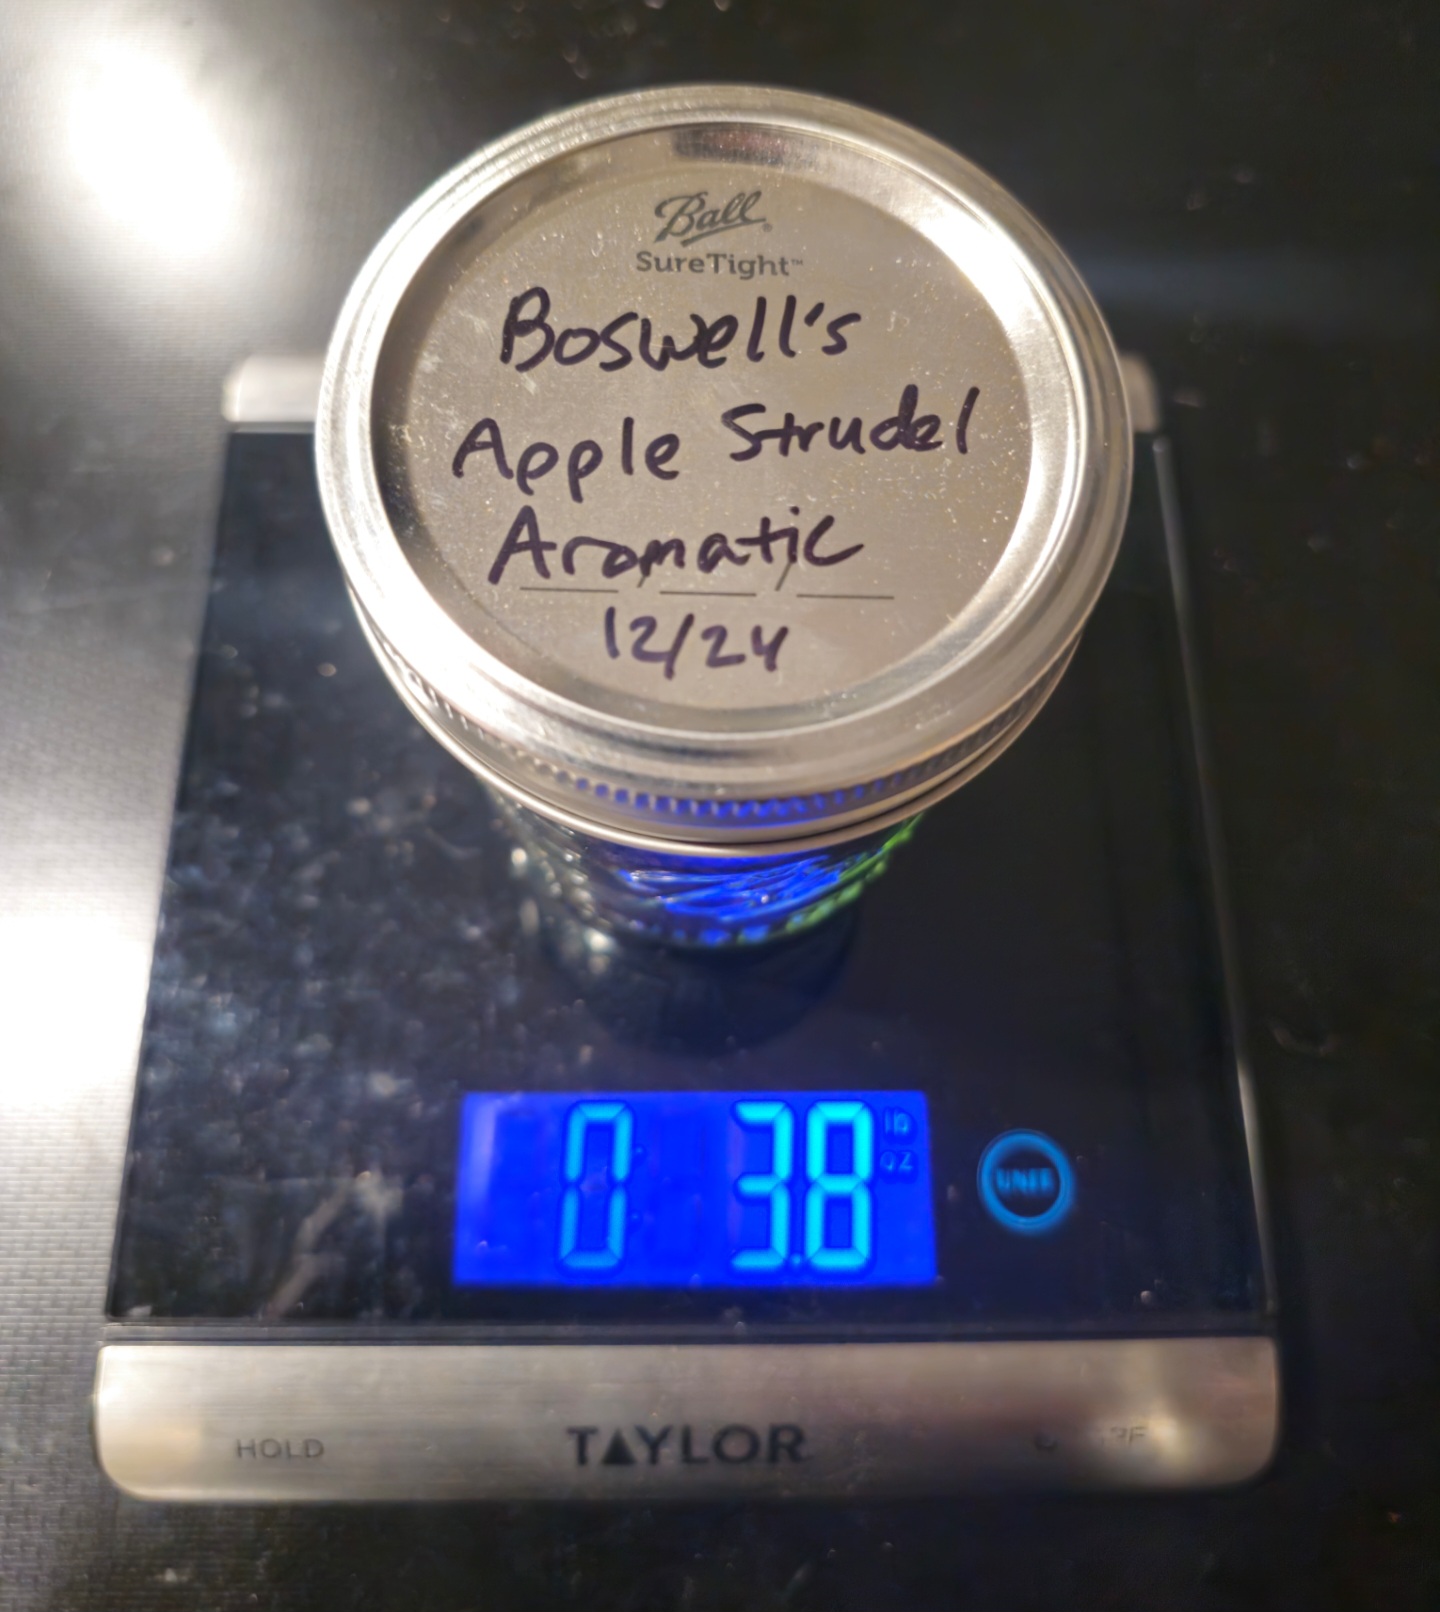 Ball
SureTight™
Boswell's
Apple Strudel
Aromatic
12/24
0 3.8 lb
oz
UNIT
HOLD TAYLOR